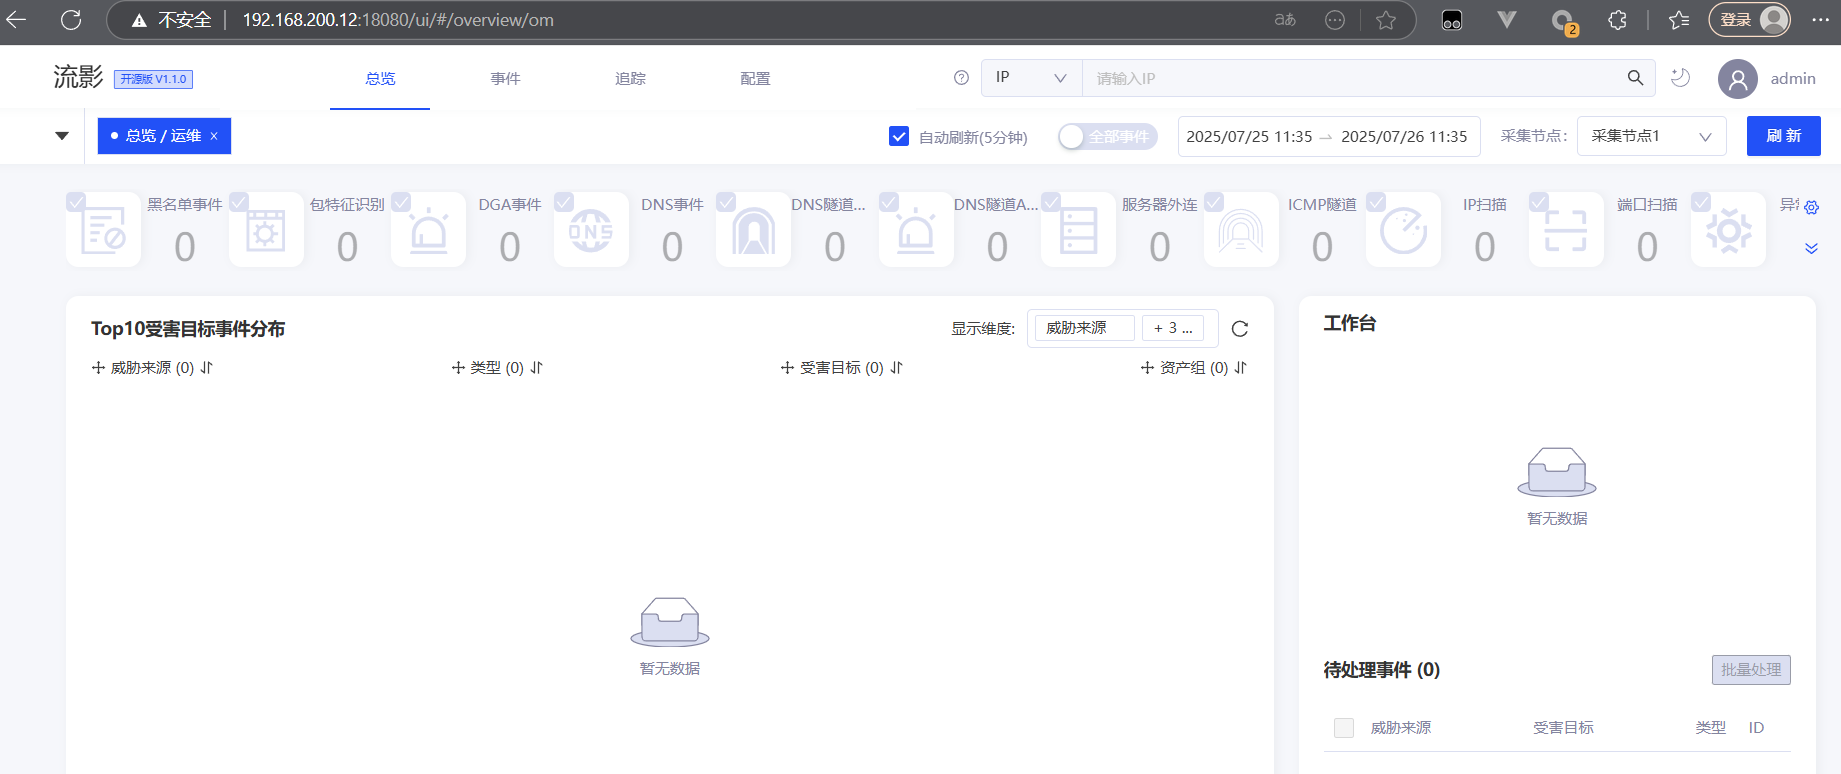 不安全 192.168.200.12:18080/ui/#/overview/om aあ 2 登录
流影 开源版 V1.1.0 总览 事件 追踪 配置 IP 请输入IP admin
总览 / 运维 × 自动刷新(5分钟) 全部事件 2025/07/25 11:35 → 2025/07/26 11:35 采集节点: 采集节点1 刷 新
黑名单事件 包特征识别 DGA事件 DNS事件 DNS隧道... DNS隧道A... 服务器外连 ICMP隧道 IP扫描 端口扫描
DNS
0 0 0 0 0 0 0 0 0 0
Top10受害目标事件分布 显示维度: 威胁来源 + 3 ...
威胁来源 (0) 类型 (0) 受害目标 (0) 资产组 (0)
暂无数据
工作台
暂无数据
待处理事件 (0) 批量处理
威胁来源 受害目标 类型 ID